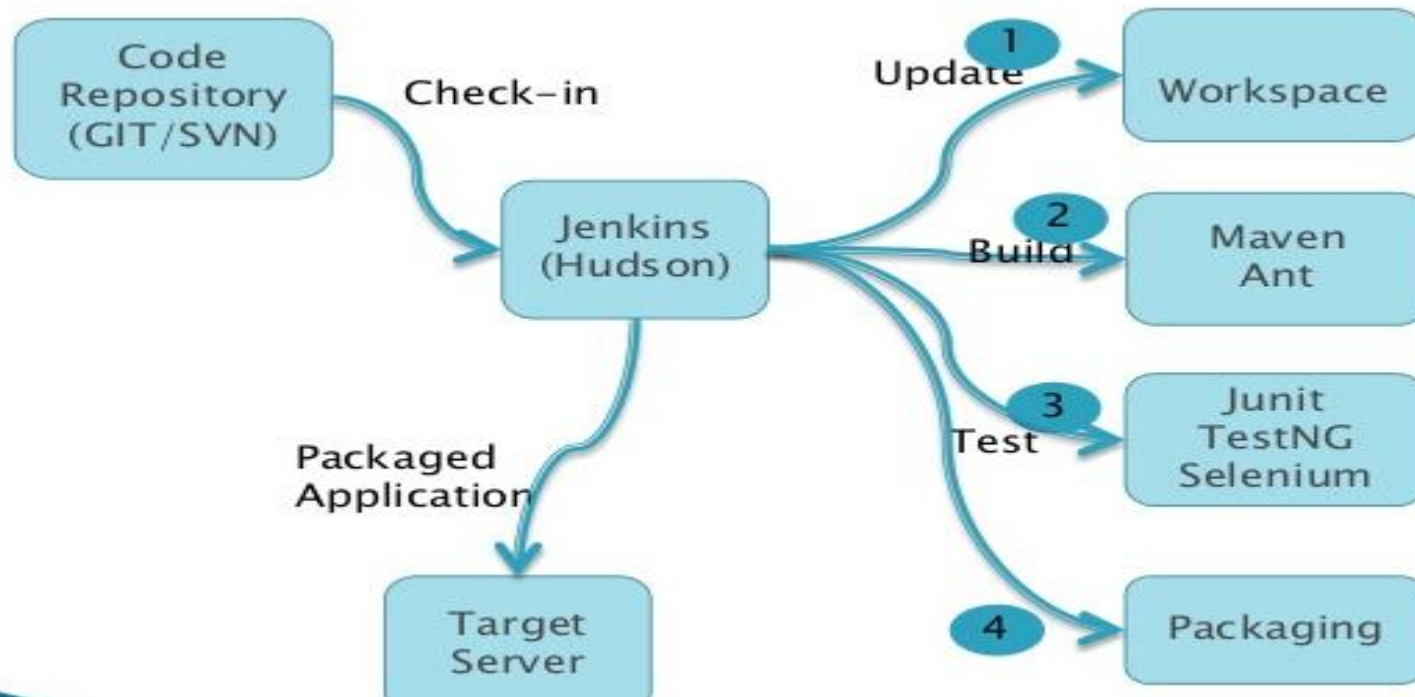 Code
Repository
(GIT/SVN)
Check-in
Jenkins
(Hudson)
1
Update
Workspace
2
Build
Maven
Ant
3
Test
Junit
TestNG
Selenium
4
Packaging
Packaged
Application
Target
Server